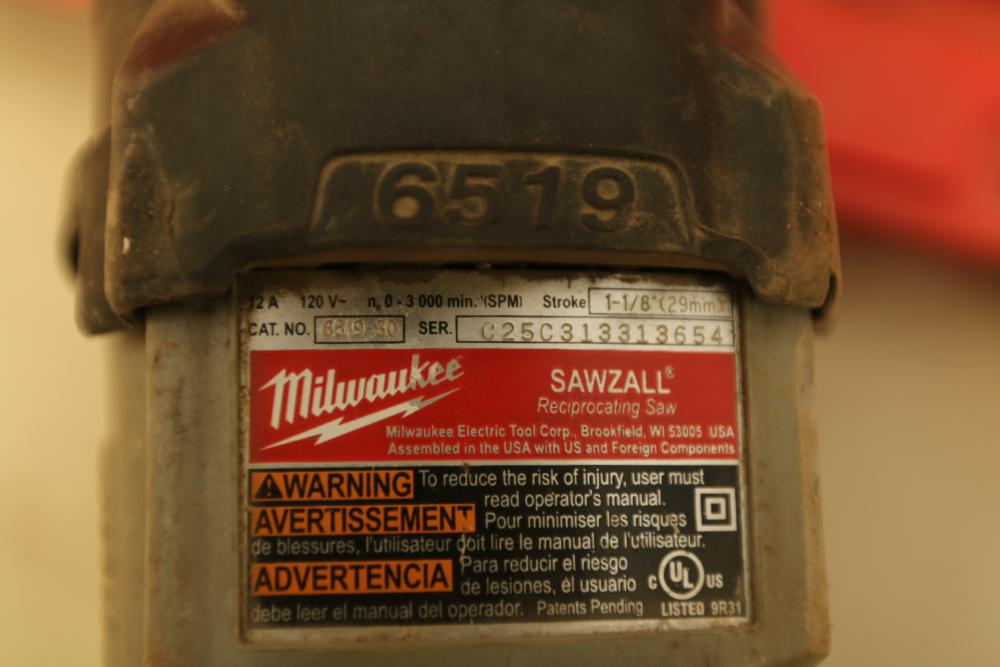 6519
12 A 120 V~ n₀ 0 - 3 000 min.⁻¹(SPM) Stroke 1-1/8"(29mm)
CAT. NO. 6519-30 SER. C25C313313654
Milwaukee
SAWZALL®
Reciprocating Saw
Milwaukee Electric Tool Corp., Brookfield, WI 53005 USA
Assembled in the USA with US and Foreign Components
WARNING To reduce the risk of injury, user must
read operator's manual.
AVERTISSEMENT Pour minimiser les risques
de blessures, l'utilisateur doit lire le manual de l'utilisateur.
ADVERTENCIA Para reducir el riesgo
de lesiones, el usuario
debe leer el manual del operador. Patents Pending
C UL US
LISTED 9R31